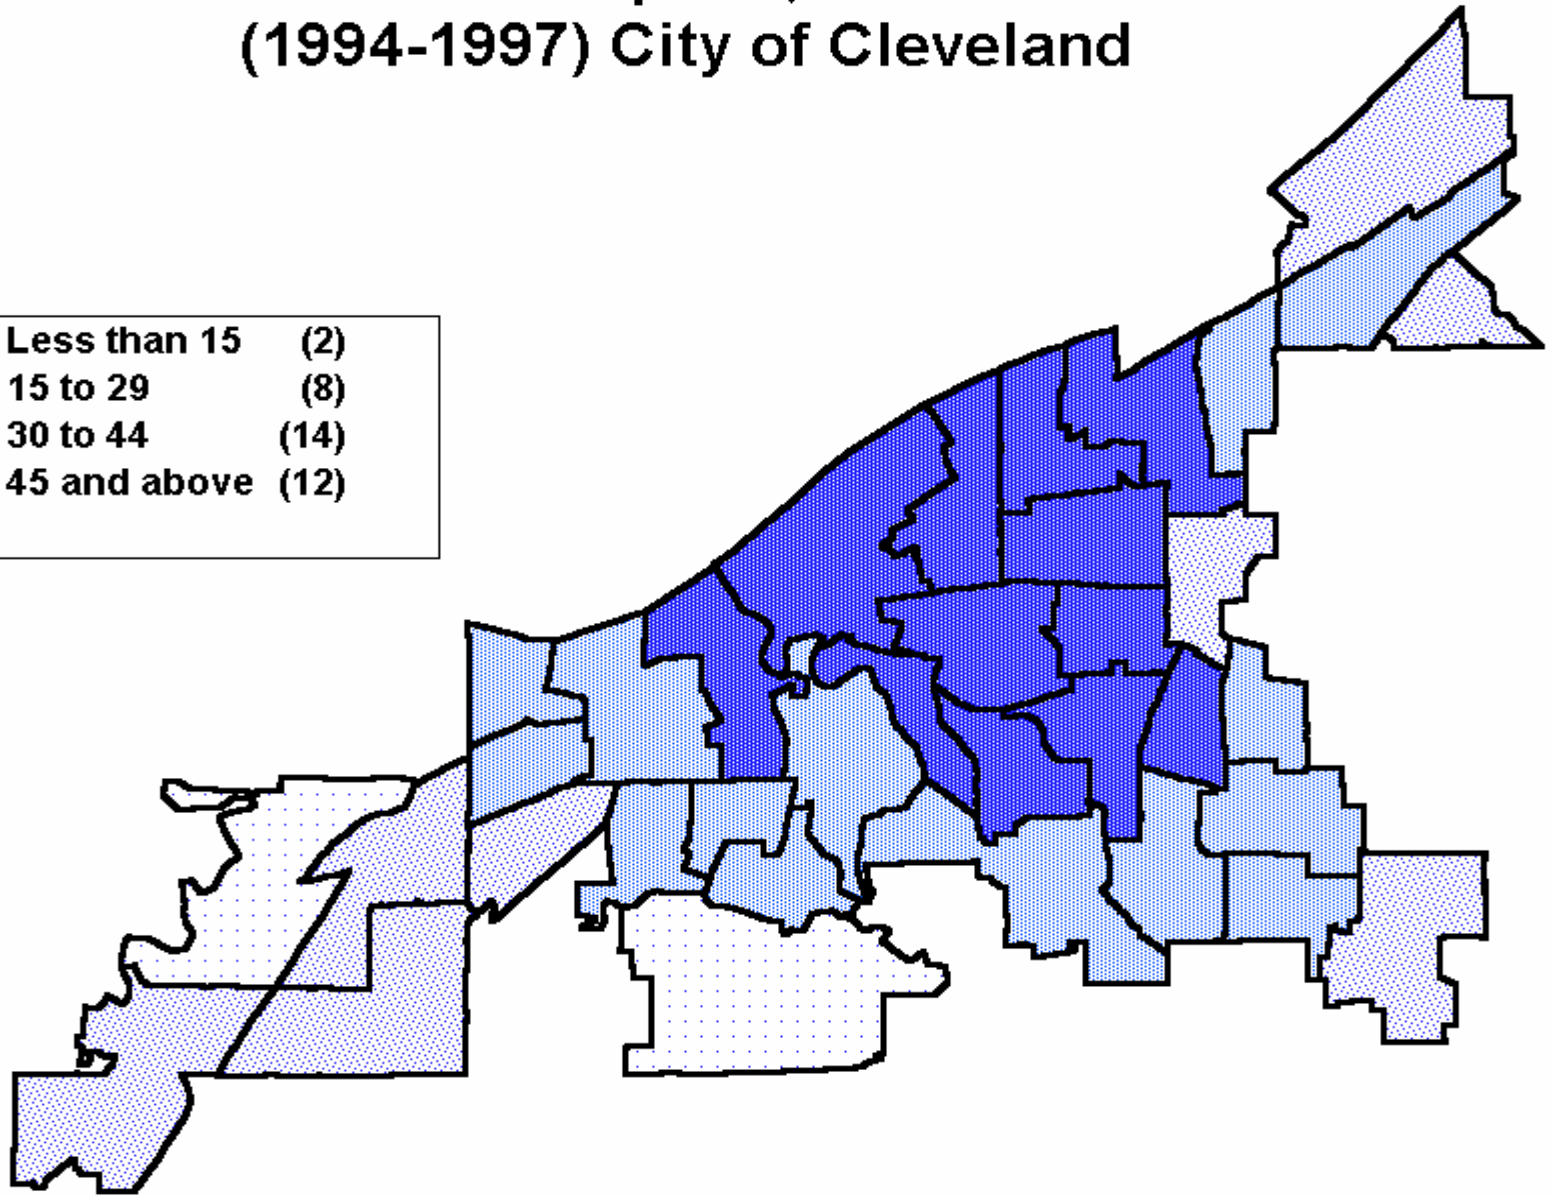 (1994-1997) City of Cleveland
Less than 15 (2)
15 to 29 (8)
30 to 44 (14)
45 and above (12)